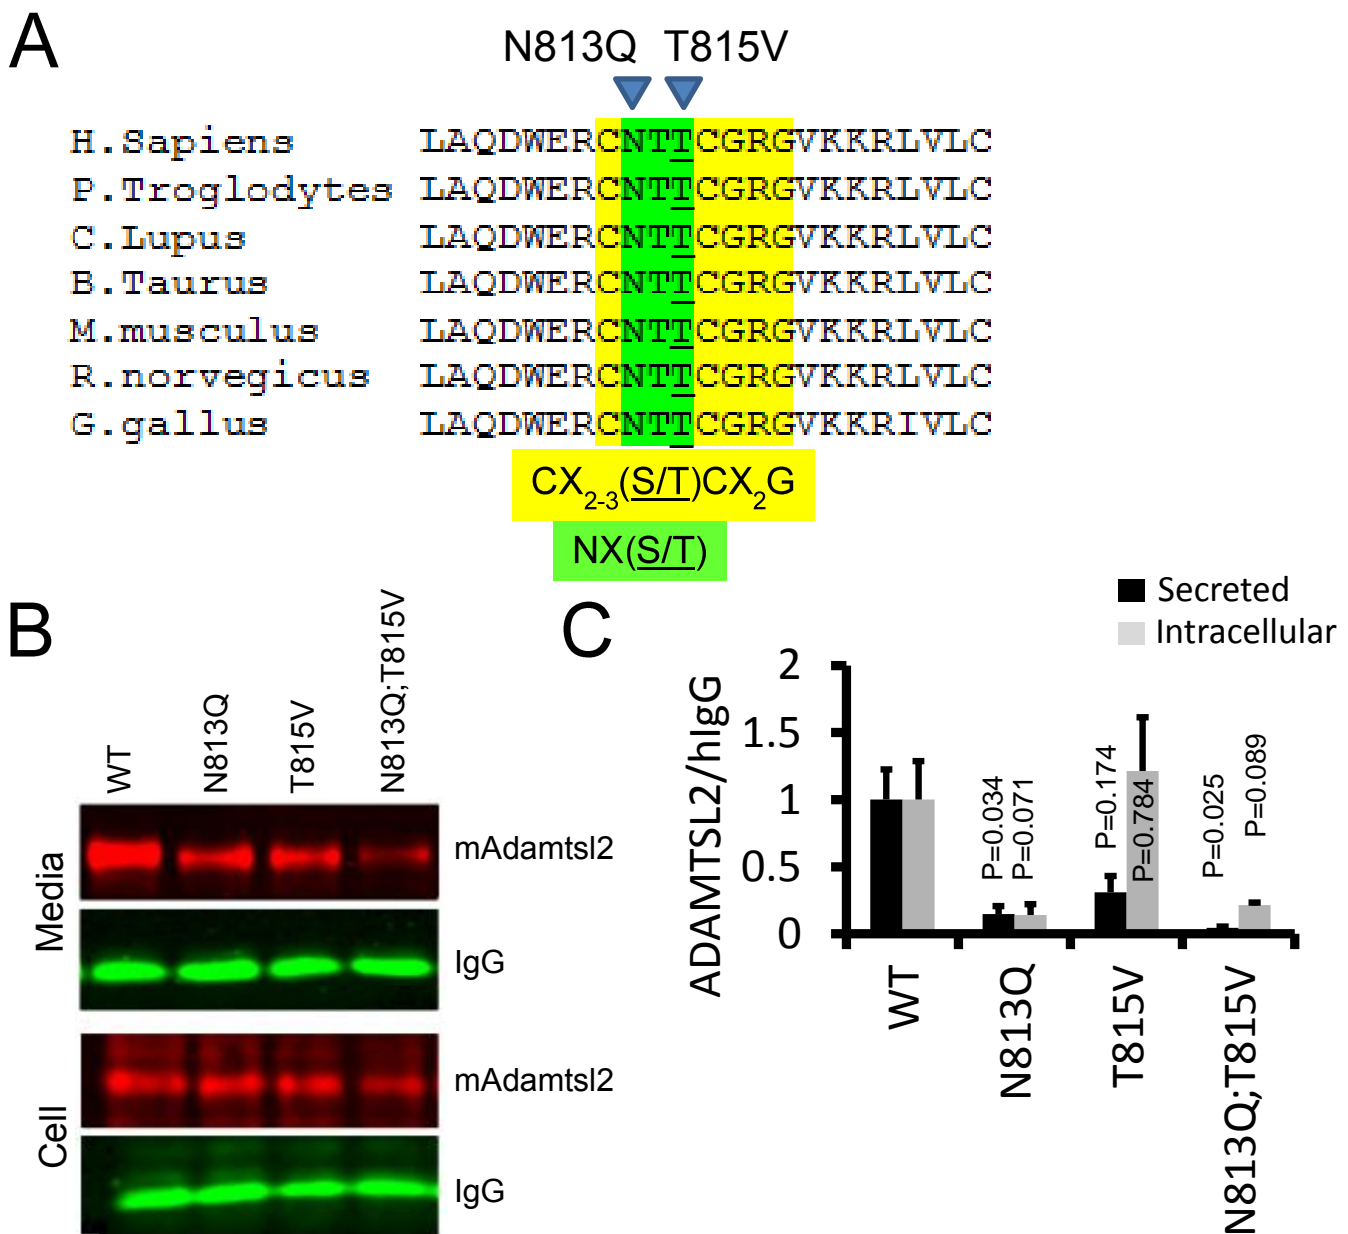 A
N813Q T815V
H.Sapiens LAQDWERCNTTCGRGVKKRLVLC
P.Troglodytes LAQDWERCNTTCGRGVKKRLVLC
C.Lupus LAQDWERCNTTCGRGVKKRLVLC
B.Taurus LAQDWERCNTTCGRGVKKRLVLC
M.musculus LAQDWERCNTTCGRGVKKRLVLC
R.norvegicus LAQDWERCNTTCGRGVKKRLVLC
G.gallus LAQDWERCNTTCGRGVKKRIVLC
CX2-3(S/T)CX2G
NX(S/T)
B
WT
N813Q
T815V
N813Q;T815V
Media
mAdamtsl2
IgG
Cell
mAdamtsl2
IgG
C
Secreted
Intracellular
ADAMTSL2/hIgG
2
1.5
1
0.5
0
P=0.034
P=0.071
P=0.174
P=0.784
P=0.025
P=0.089
WT
N813Q
T815V
N813Q;T815V